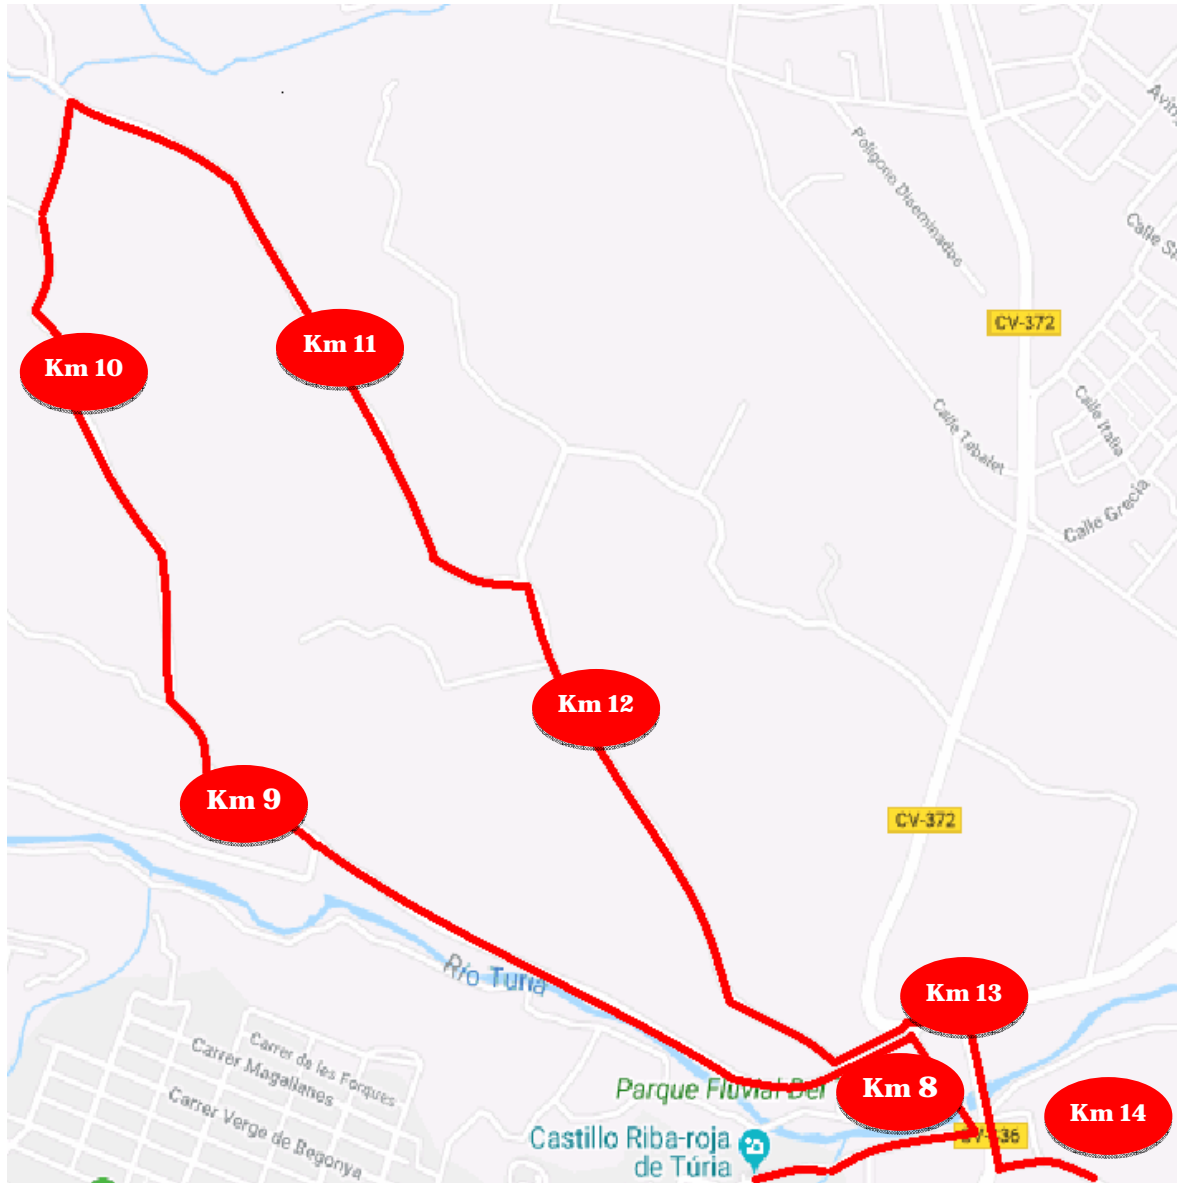 Polígono Diseminados
Calle S
CV-372
Km 11
Km 10
Calle Italia
Calle Tabalet
Calle Grecia
Km 12
Km 9
CV-372
Río Turia
Km 13
Carrer de les Forques
Carrer Magallanes
Parque Fluvial Del
Km 8
Carrer Verge de Begonya
Km 14
Castillo Riba-roja
de Túria